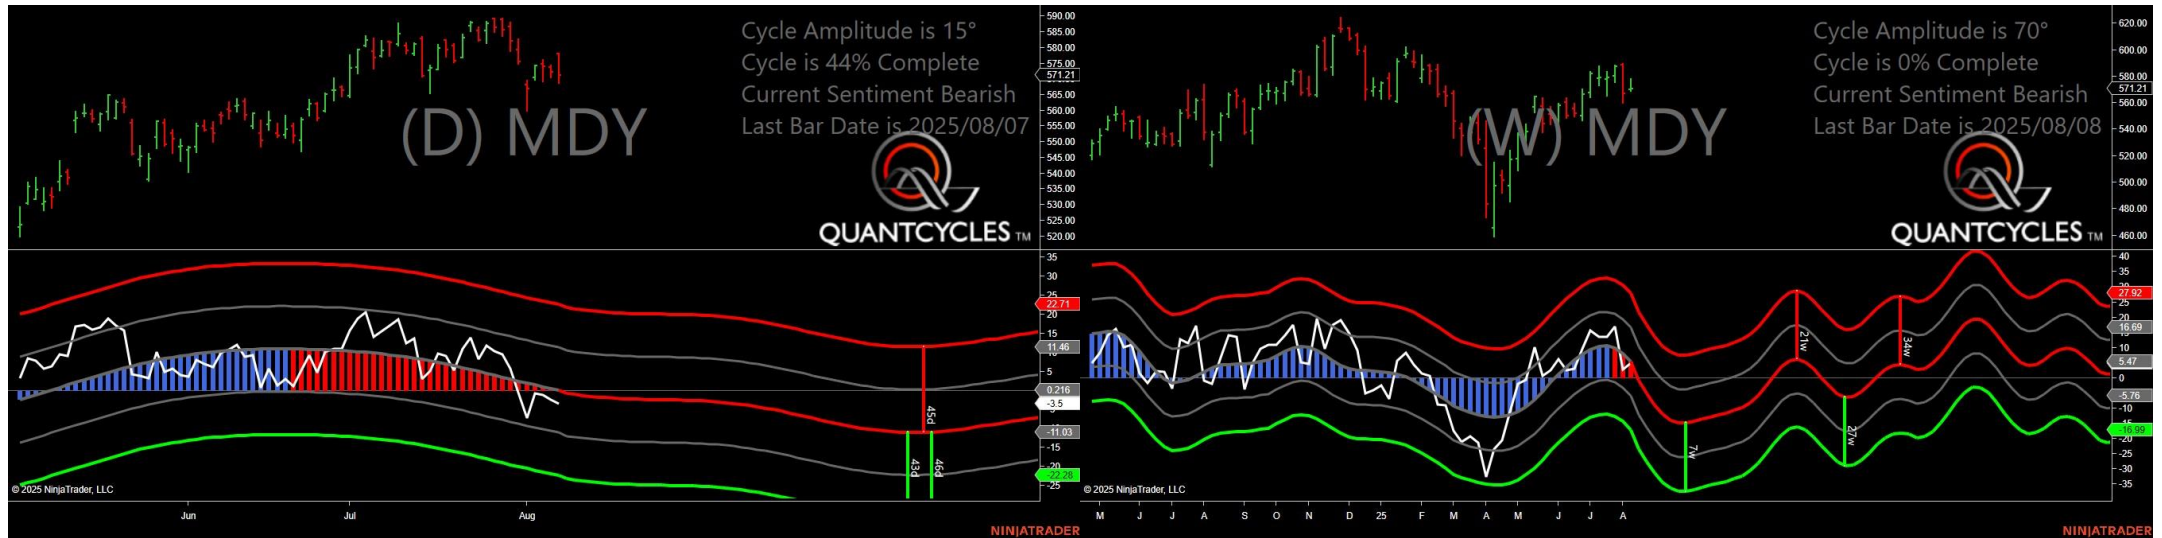 Cycle Amplitude is 15°
Cycle is 44% Complete
Current Sentiment Bearish
Last Bar Date is 2025/08/07
(D) MDY
QUANTCYCLES TM
590.00
585.00
580.00
575.00
571.21
565.00
560.00
555.00
550.00
545.00
540.00
535.00
530.00
525.00
520.00
35
30
25
22.71
20
15
11.46
5
0.216
-3.5
-11.03
-15
-20
-22.28
-25
45d
43d
46d
© 2025 NinjaTrader, LLC
Jun
Jul
Aug
NINJATRADER
Cycle Amplitude is 70°
Cycle is 0% Complete
Current Sentiment Bearish
Last Bar Date is 2025/08/08
(W) MDY
QUANTCYCLES TM
620.00
600.00
580.00
571.21
560.00
540.00
520.00
500.00
480.00
460.00
40
35
27.92
25
20
16.69
10
5.47
0
-5.76
-10
-16.99
-20
-25
-30
-35
21w
34w
7w
27w
© 2025 NinjaTrader, LLC
M
J
J
A
S
O
N
D
25
F
M
A
M
J
J
A
NINJATRADER